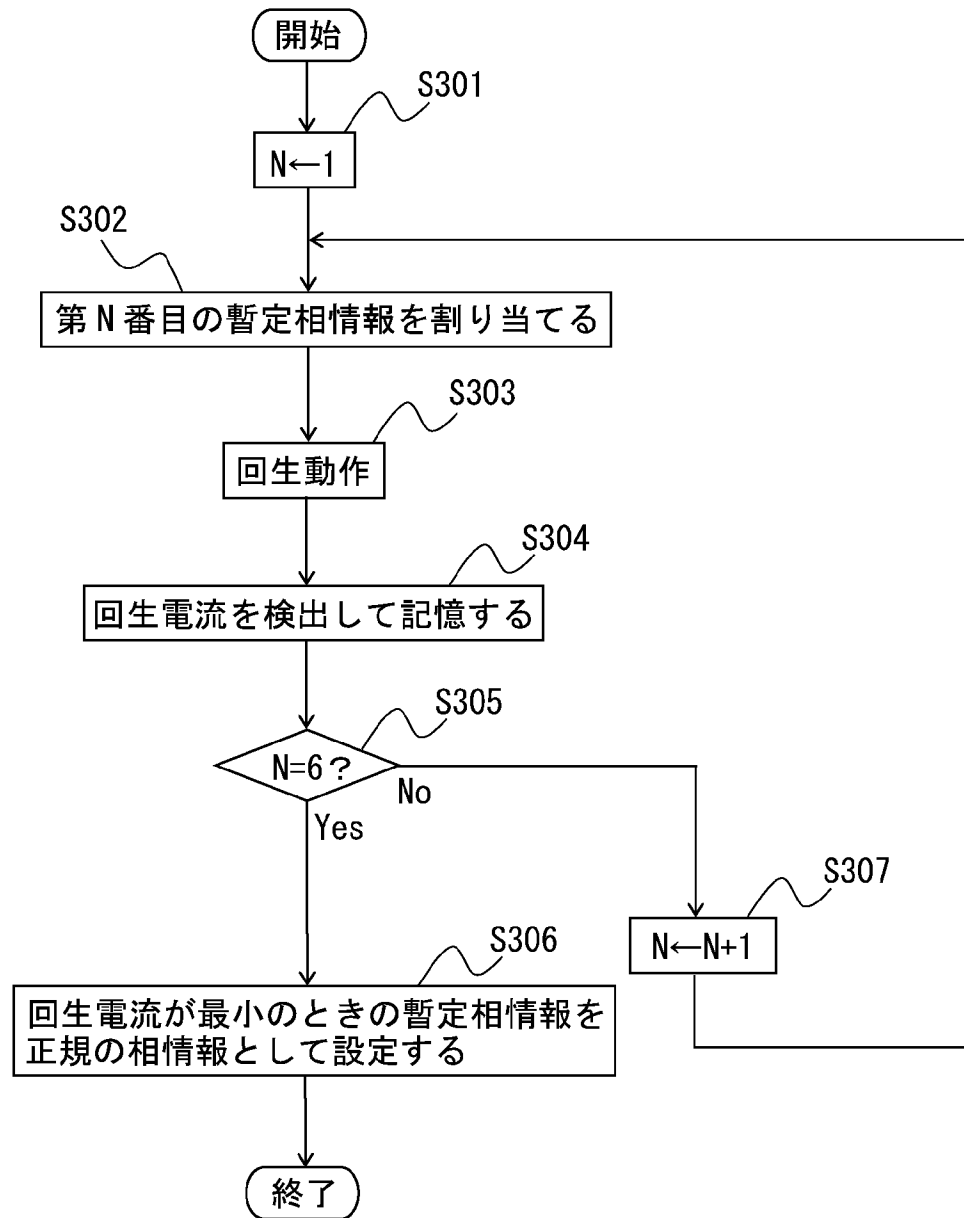 開始
S301
N←1
S302
第N番目の暫定相情報を割り当てる
S303
回生動作
S304
回生電流を検出して記憶する
S305
N=6?
No
Yes
S307
N←N+1
S306
回生電流が最小のときの暫定相情報を
正規の相情報として設定する
終了